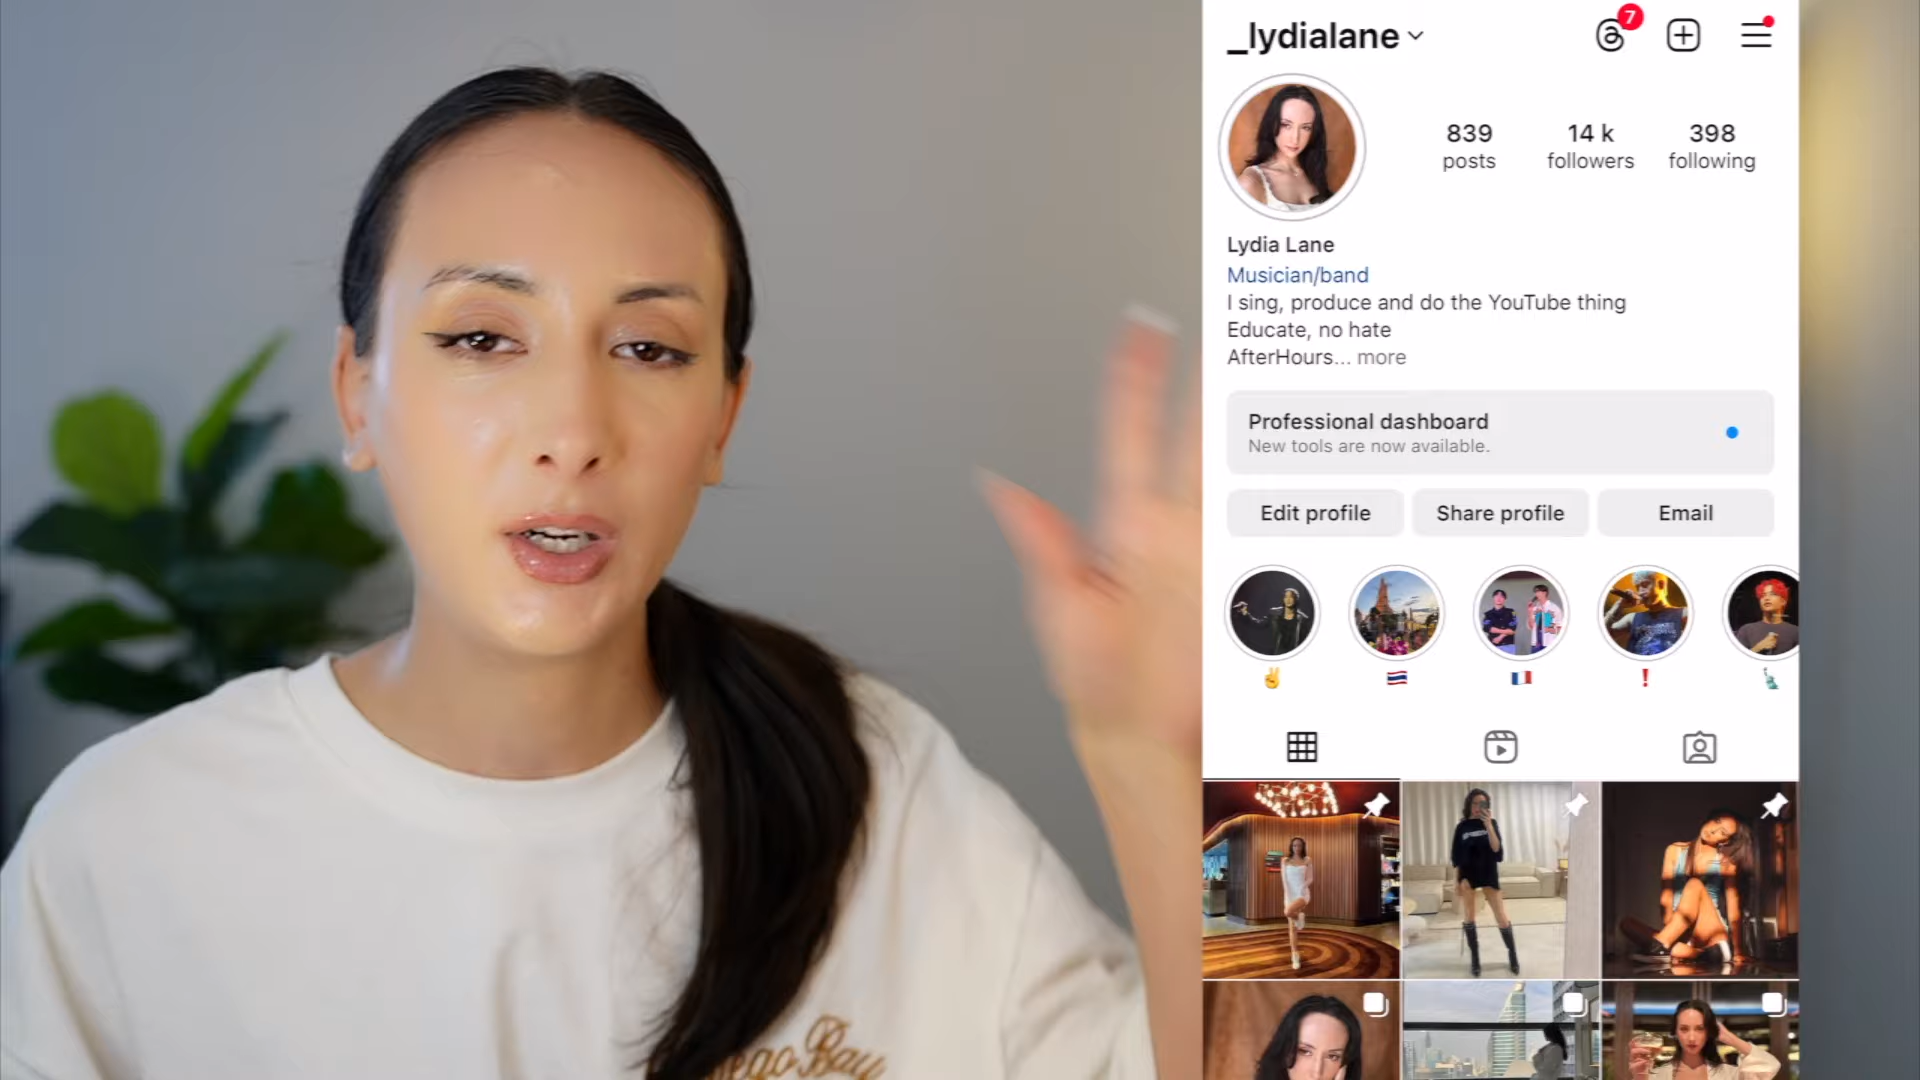 _lydialane
7
839
posts
14 k
followers
398
following
Lydia Lane
Musician/band
I sing, produce and do the YouTube thing
Educate, no hate
AfterHours... more
Professional dashboard
New tools are now available.
Edit profile
Share profile
Email
Bay